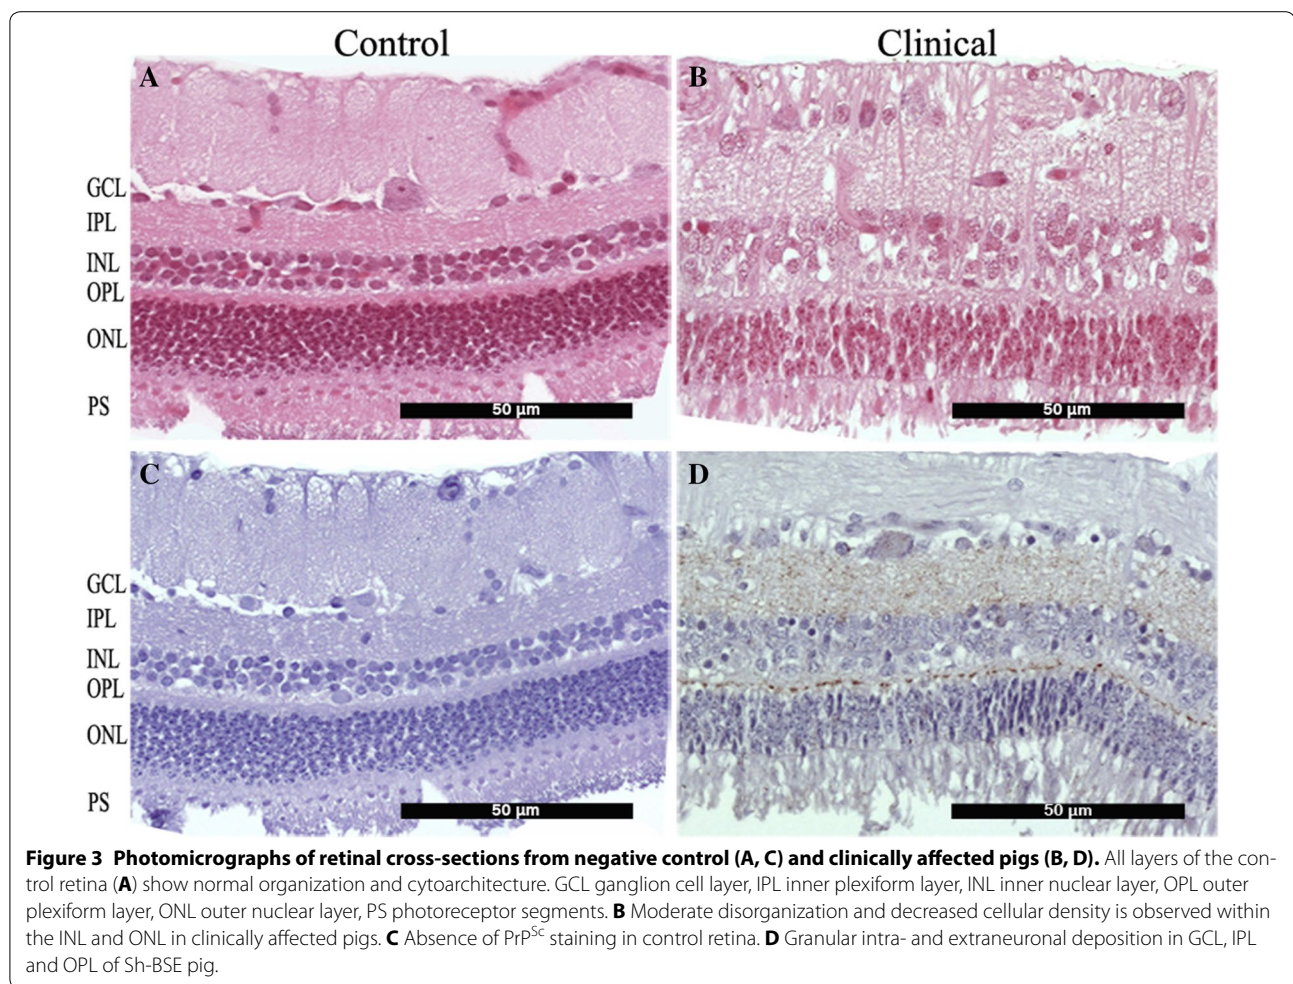 Control
Clinical
A
B
GCL
IPL
INL
OPL
ONL
PS
50 µm
50 µm
C
D
GCL
IPL
INL
OPL
ONL
PS
50 µm
50 µm
Figure 3 Photomicrographs of retinal cross-sections from negative control (A, C) and clinically affected pigs (B, D). All layers of the con-
trol retina (A) show normal organization and cytoarchitecture. GCL ganglion cell layer, IPL inner plexiform layer, INL inner nuclear layer, OPL outer
plexiform layer, ONL outer nuclear layer, PS photoreceptor segments. B Moderate disorganization and decreased cellular density is observed within
the INL and ONL in clinically affected pigs. C Absence of PrP^Sc staining in control retina. D Granular intra- and extraneuronal deposition in GCL, IPL
and OPL of Sh-BSE pig.